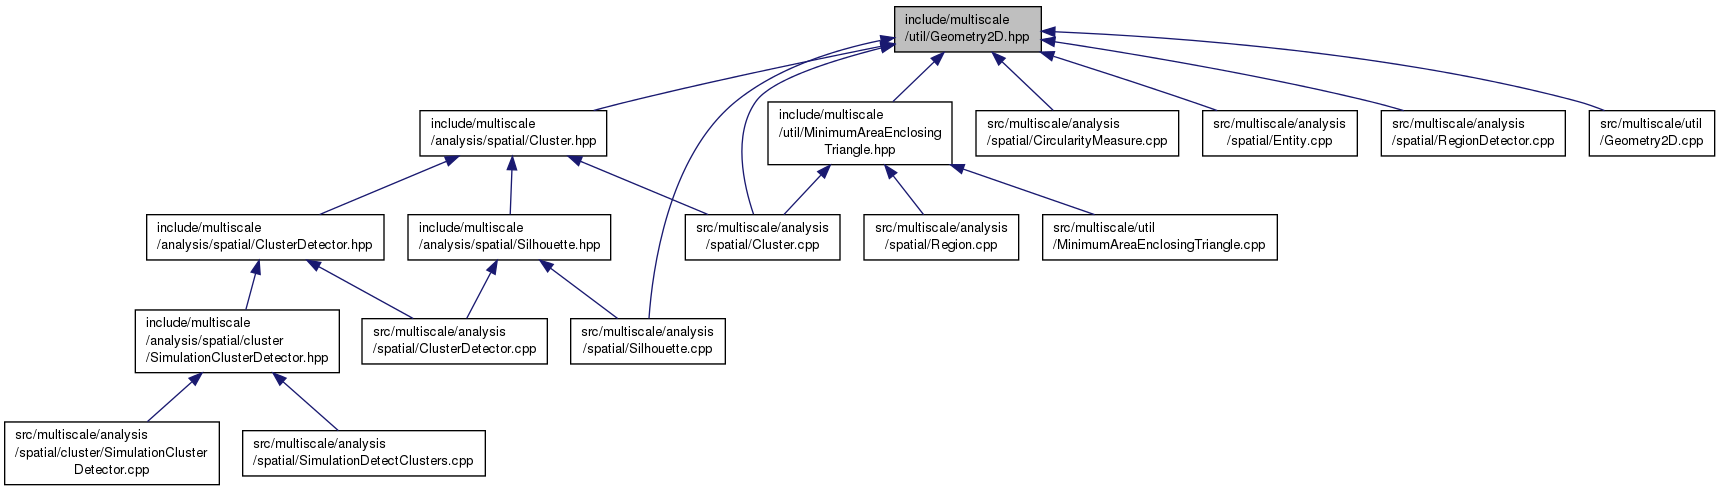 include/multiscale
/util/Geometry2D.hpp
include/multiscale
/analysis/spatial/Cluster.hpp
include/multiscale
/util/MinimumAreaEnclosing
Triangle.hpp
src/multiscale/analysis
/spatial/CircularityMeasure.cpp
src/multiscale/analysis
/spatial/Entity.cpp
src/multiscale/analysis
/spatial/RegionDetector.cpp
src/multiscale/util
/Geometry2D.cpp
include/multiscale
/analysis/spatial/ClusterDetector.hpp
include/multiscale
/analysis/spatial/Silhouette.hpp
src/multiscale/analysis
/spatial/Cluster.cpp
src/multiscale/analysis
/spatial/Region.cpp
src/multiscale/util
/MinimumAreaEnclosingTriangle.cpp
include/multiscale
/analysis/spatial/cluster
/SimulationClusterDetector.hpp
src/multiscale/analysis
/spatial/ClusterDetector.cpp
src/multiscale/analysis
/spatial/Silhouette.cpp
src/multiscale/analysis
/spatial/cluster/SimulationCluster
Detector.cpp
src/multiscale/analysis
/spatial/SimulationDetectClusters.cpp